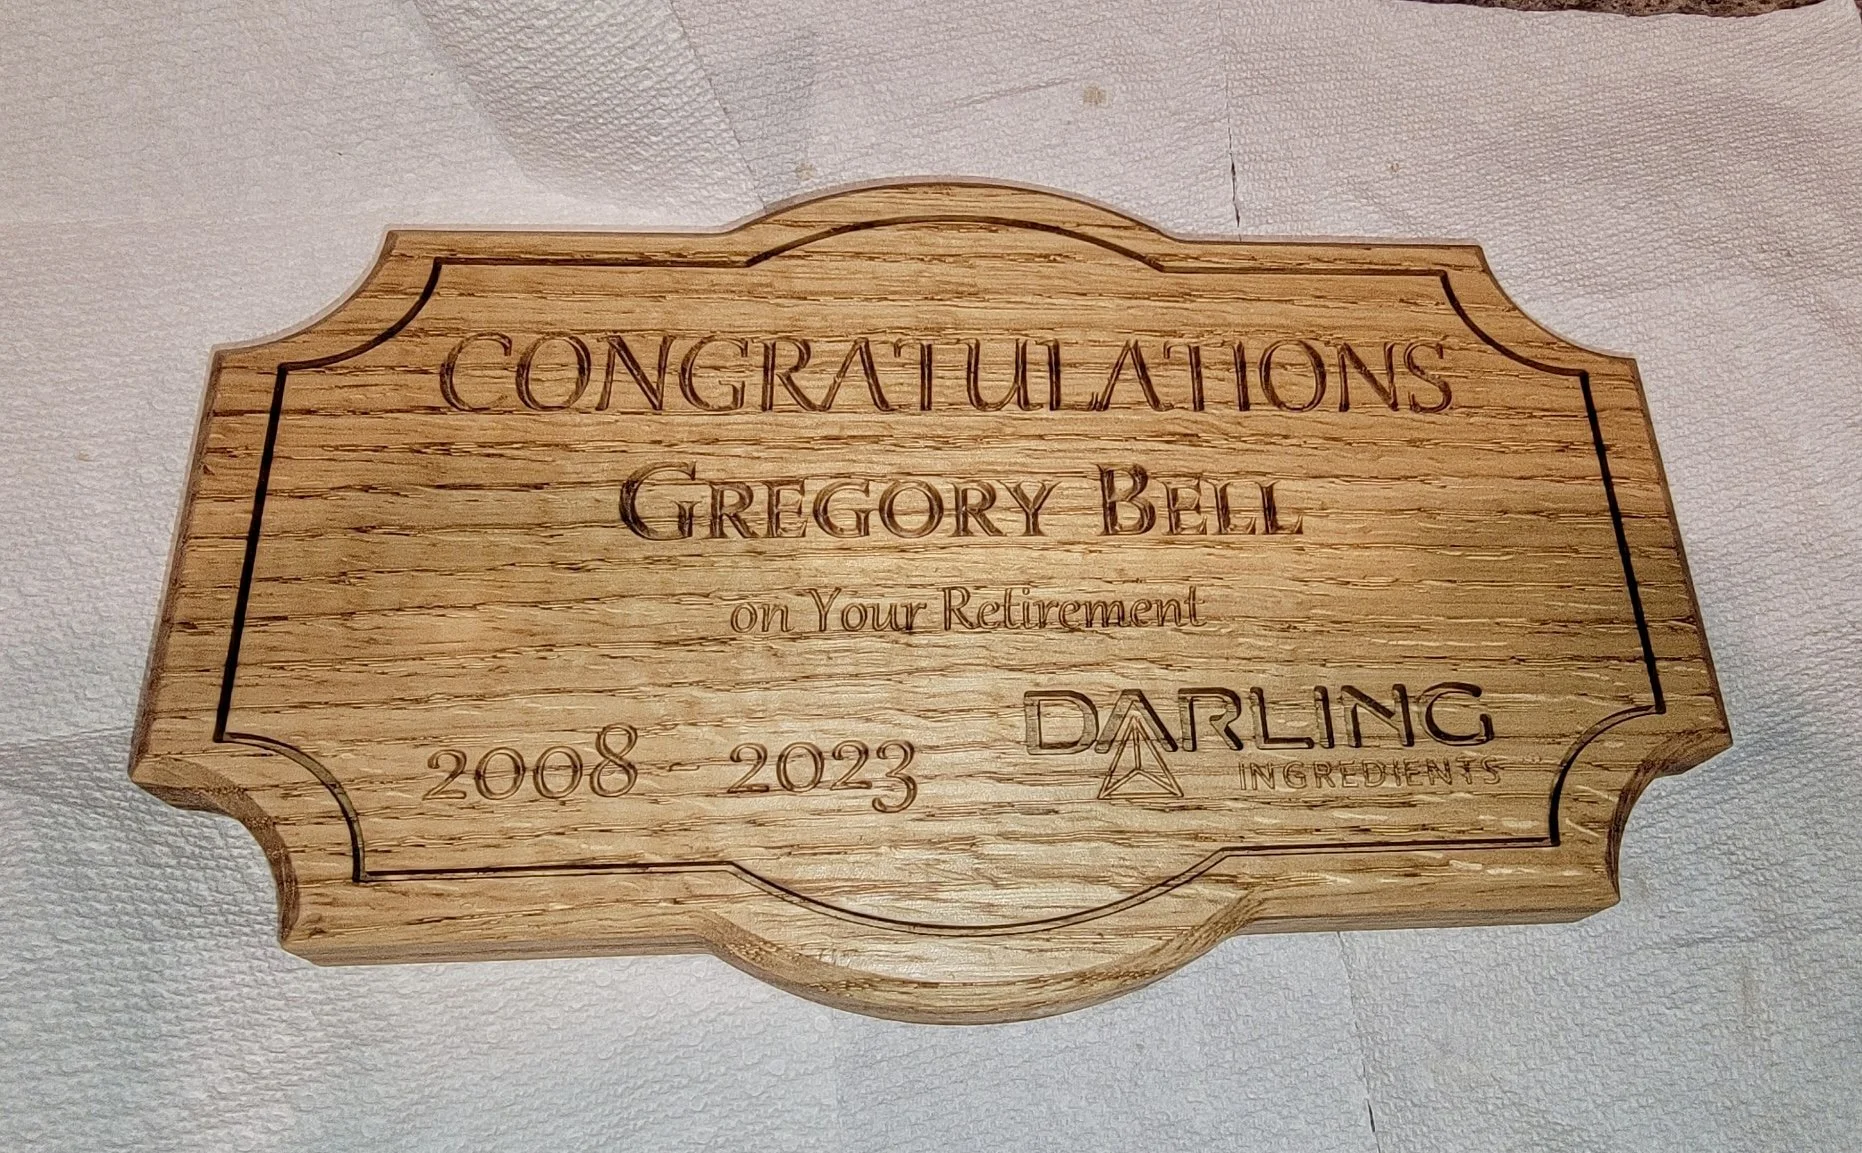 CONGRATULATIONS
GREGORY BELL
on Your Retirement
2008 - 2023
DARLING
INGREDIENTS